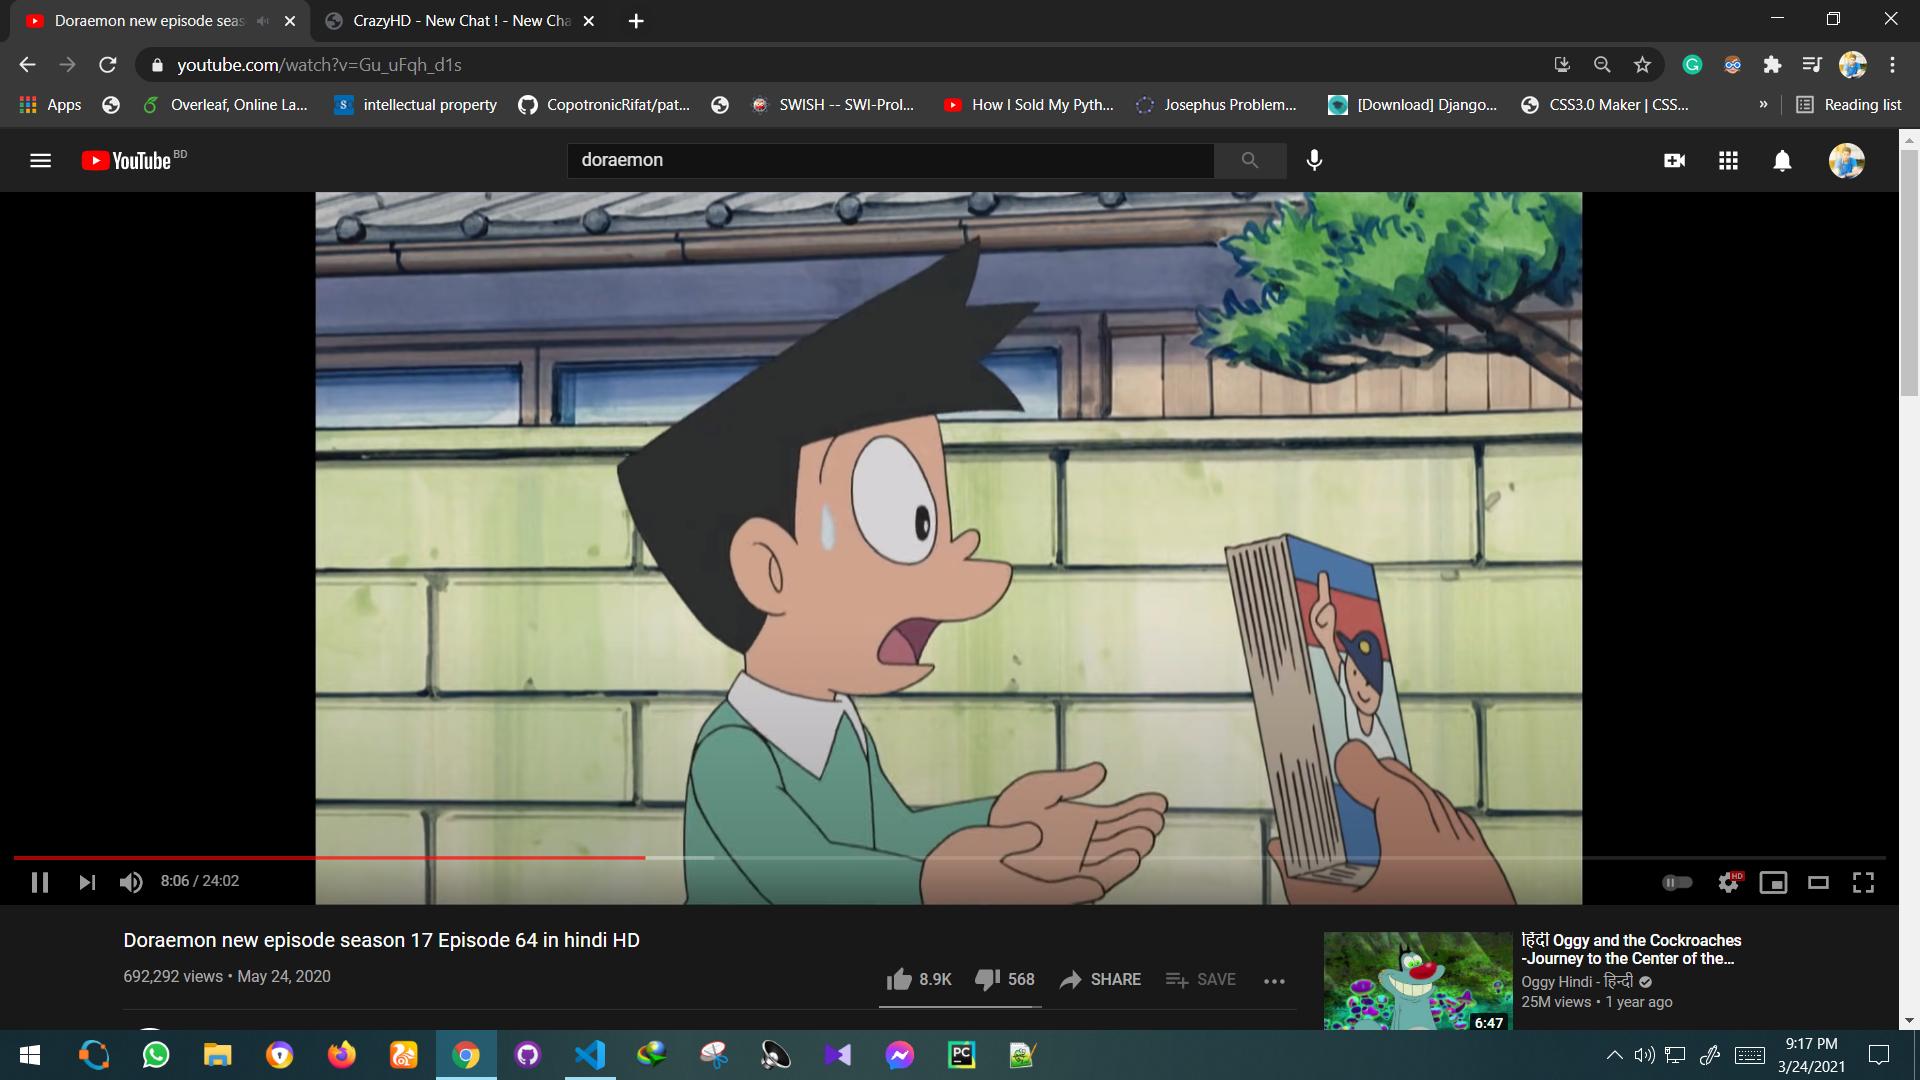 Doraemon new episode seas
CrazyHD - New Chat ! - New Cha
youtube.com/watch?v=Gu_uFqh_d1s
Apps
Overleaf, Online La...
intellectual property
CopotronicRifat/pat...
SWISH -- SWI-Prol...
How I Sold My Pyth...
Josephus Problem...
[Download] Django...
CSS3.0 Maker | CSS...
»
Reading list
YouTube BD
doraemon
8:06 / 24:02
HD
Doraemon new episode season 17 Episode 64 in hindi HD
692,292 views • May 24, 2020
8.9K
568
SHARE
SAVE
6:47
हिंदी Oggy and the Cockroaches
-Journey to the Center of the...
Oggy Hindi - हिन्दी
25M views • 1 year ago
PC
9:17 PM
3/24/2021